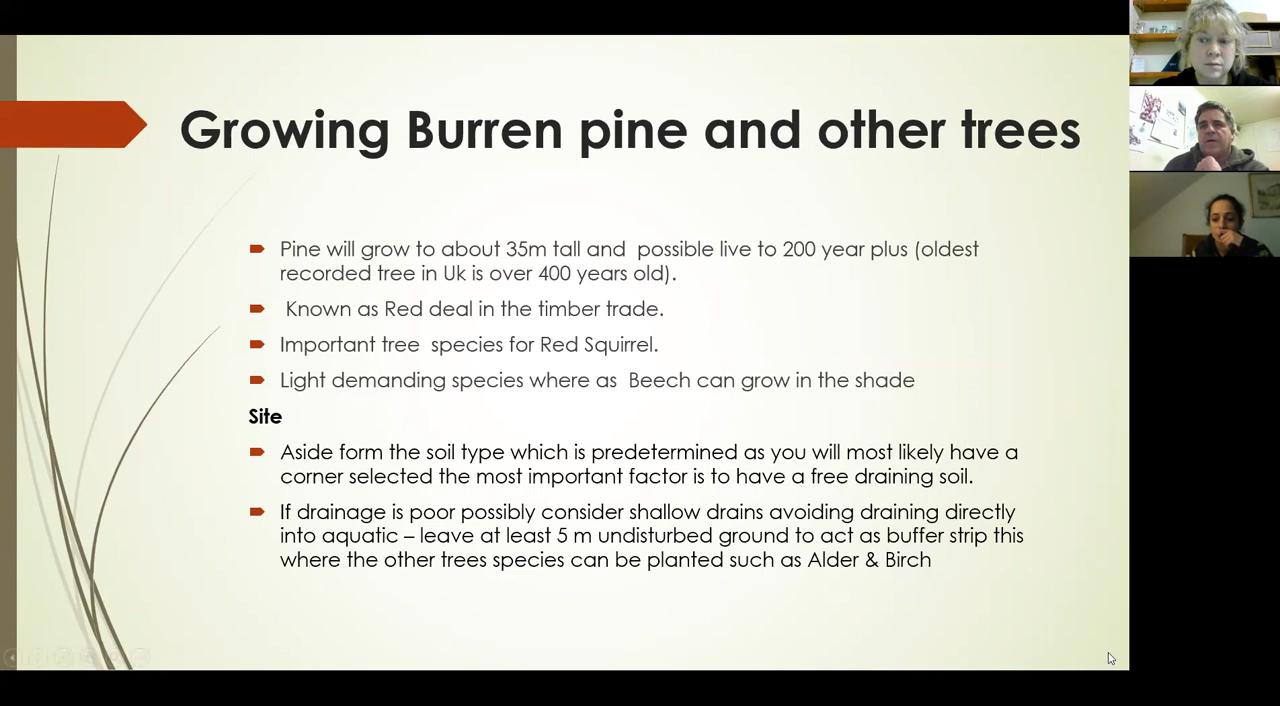 Growing Burren pine and other trees
Pine will grow to about 35m tall and possible live to 200 year plus (oldest
recorded tree in Uk is over 400 years old).
Known as Red deal in the timber trade.
Important tree species for Red Squirrel.
Light demanding species where as Beech can grow in the shade
Site
Aside form the soil type which is predetermined as you will most likely have a
corner selected the most important factor is to have a free draining soil.
If drainage is poor possibly consider shallow drains avoiding draining directly
into aquatic – leave at least 5 m undisturbed ground to act as buffer strip this
where the other trees species can be planted such as Alder & Birch